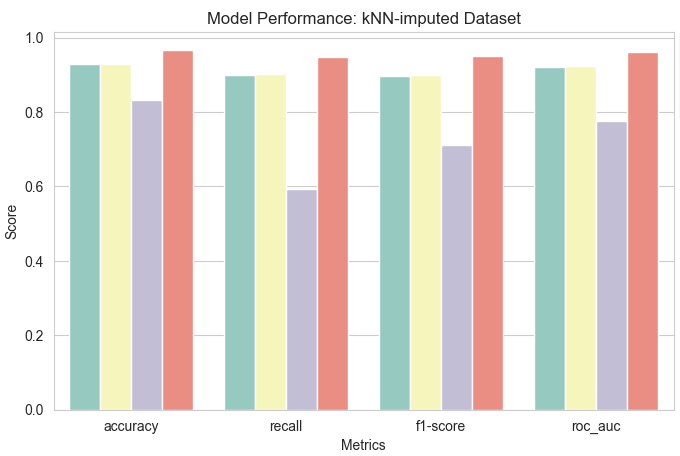 Model Performance: kNN-imputed Dataset
1.0
0.8
0.6
0.4
0.2
0.0
Score
accuracy recall f1-score roc_auc
Metrics